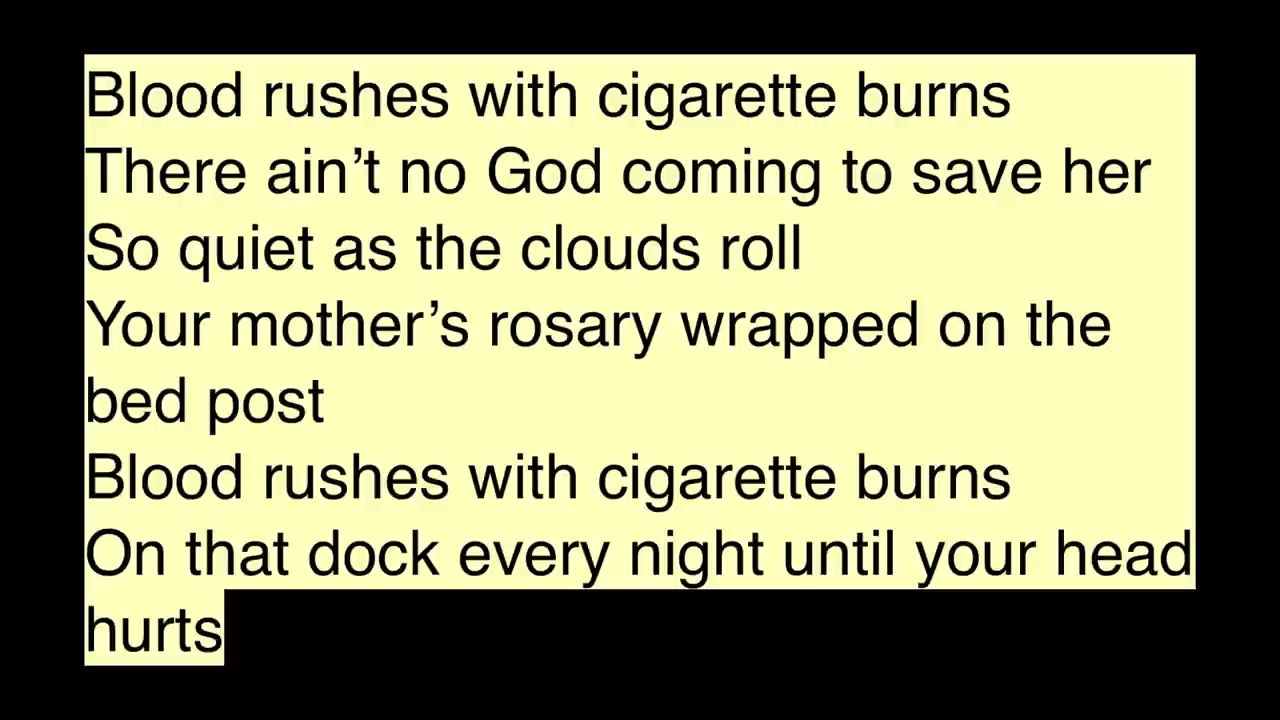 Blood rushes with cigarette burns
There ain’t no God coming to save her
So quiet as the clouds roll
Your mother’s rosary wrapped on the
bed post
Blood rushes with cigarette burns
On that dock every night until your head
hurts